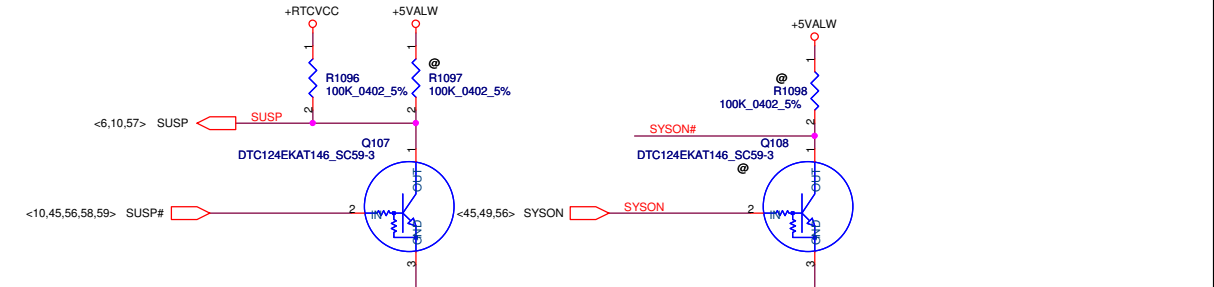 +RTCVCC
+5VALW
+5VALW
1
1
1
@
@
R1096
R1097
R1098
100K_0402_5%
100K_0402_5%
100K_0402_5%
2
2
2
<6,10,57>
SUSP
SUSP
SYSON#
Q107
Q108
DTC124EKAT146_SC59-3
DTC124EKAT146_SC59-3
1
1
@
OUT
OUT
<10,45,56,58,59>
SUSP#
2
IN
<45,49,56>
SYSON
SYSON
2
IN
GND
GND
3
3